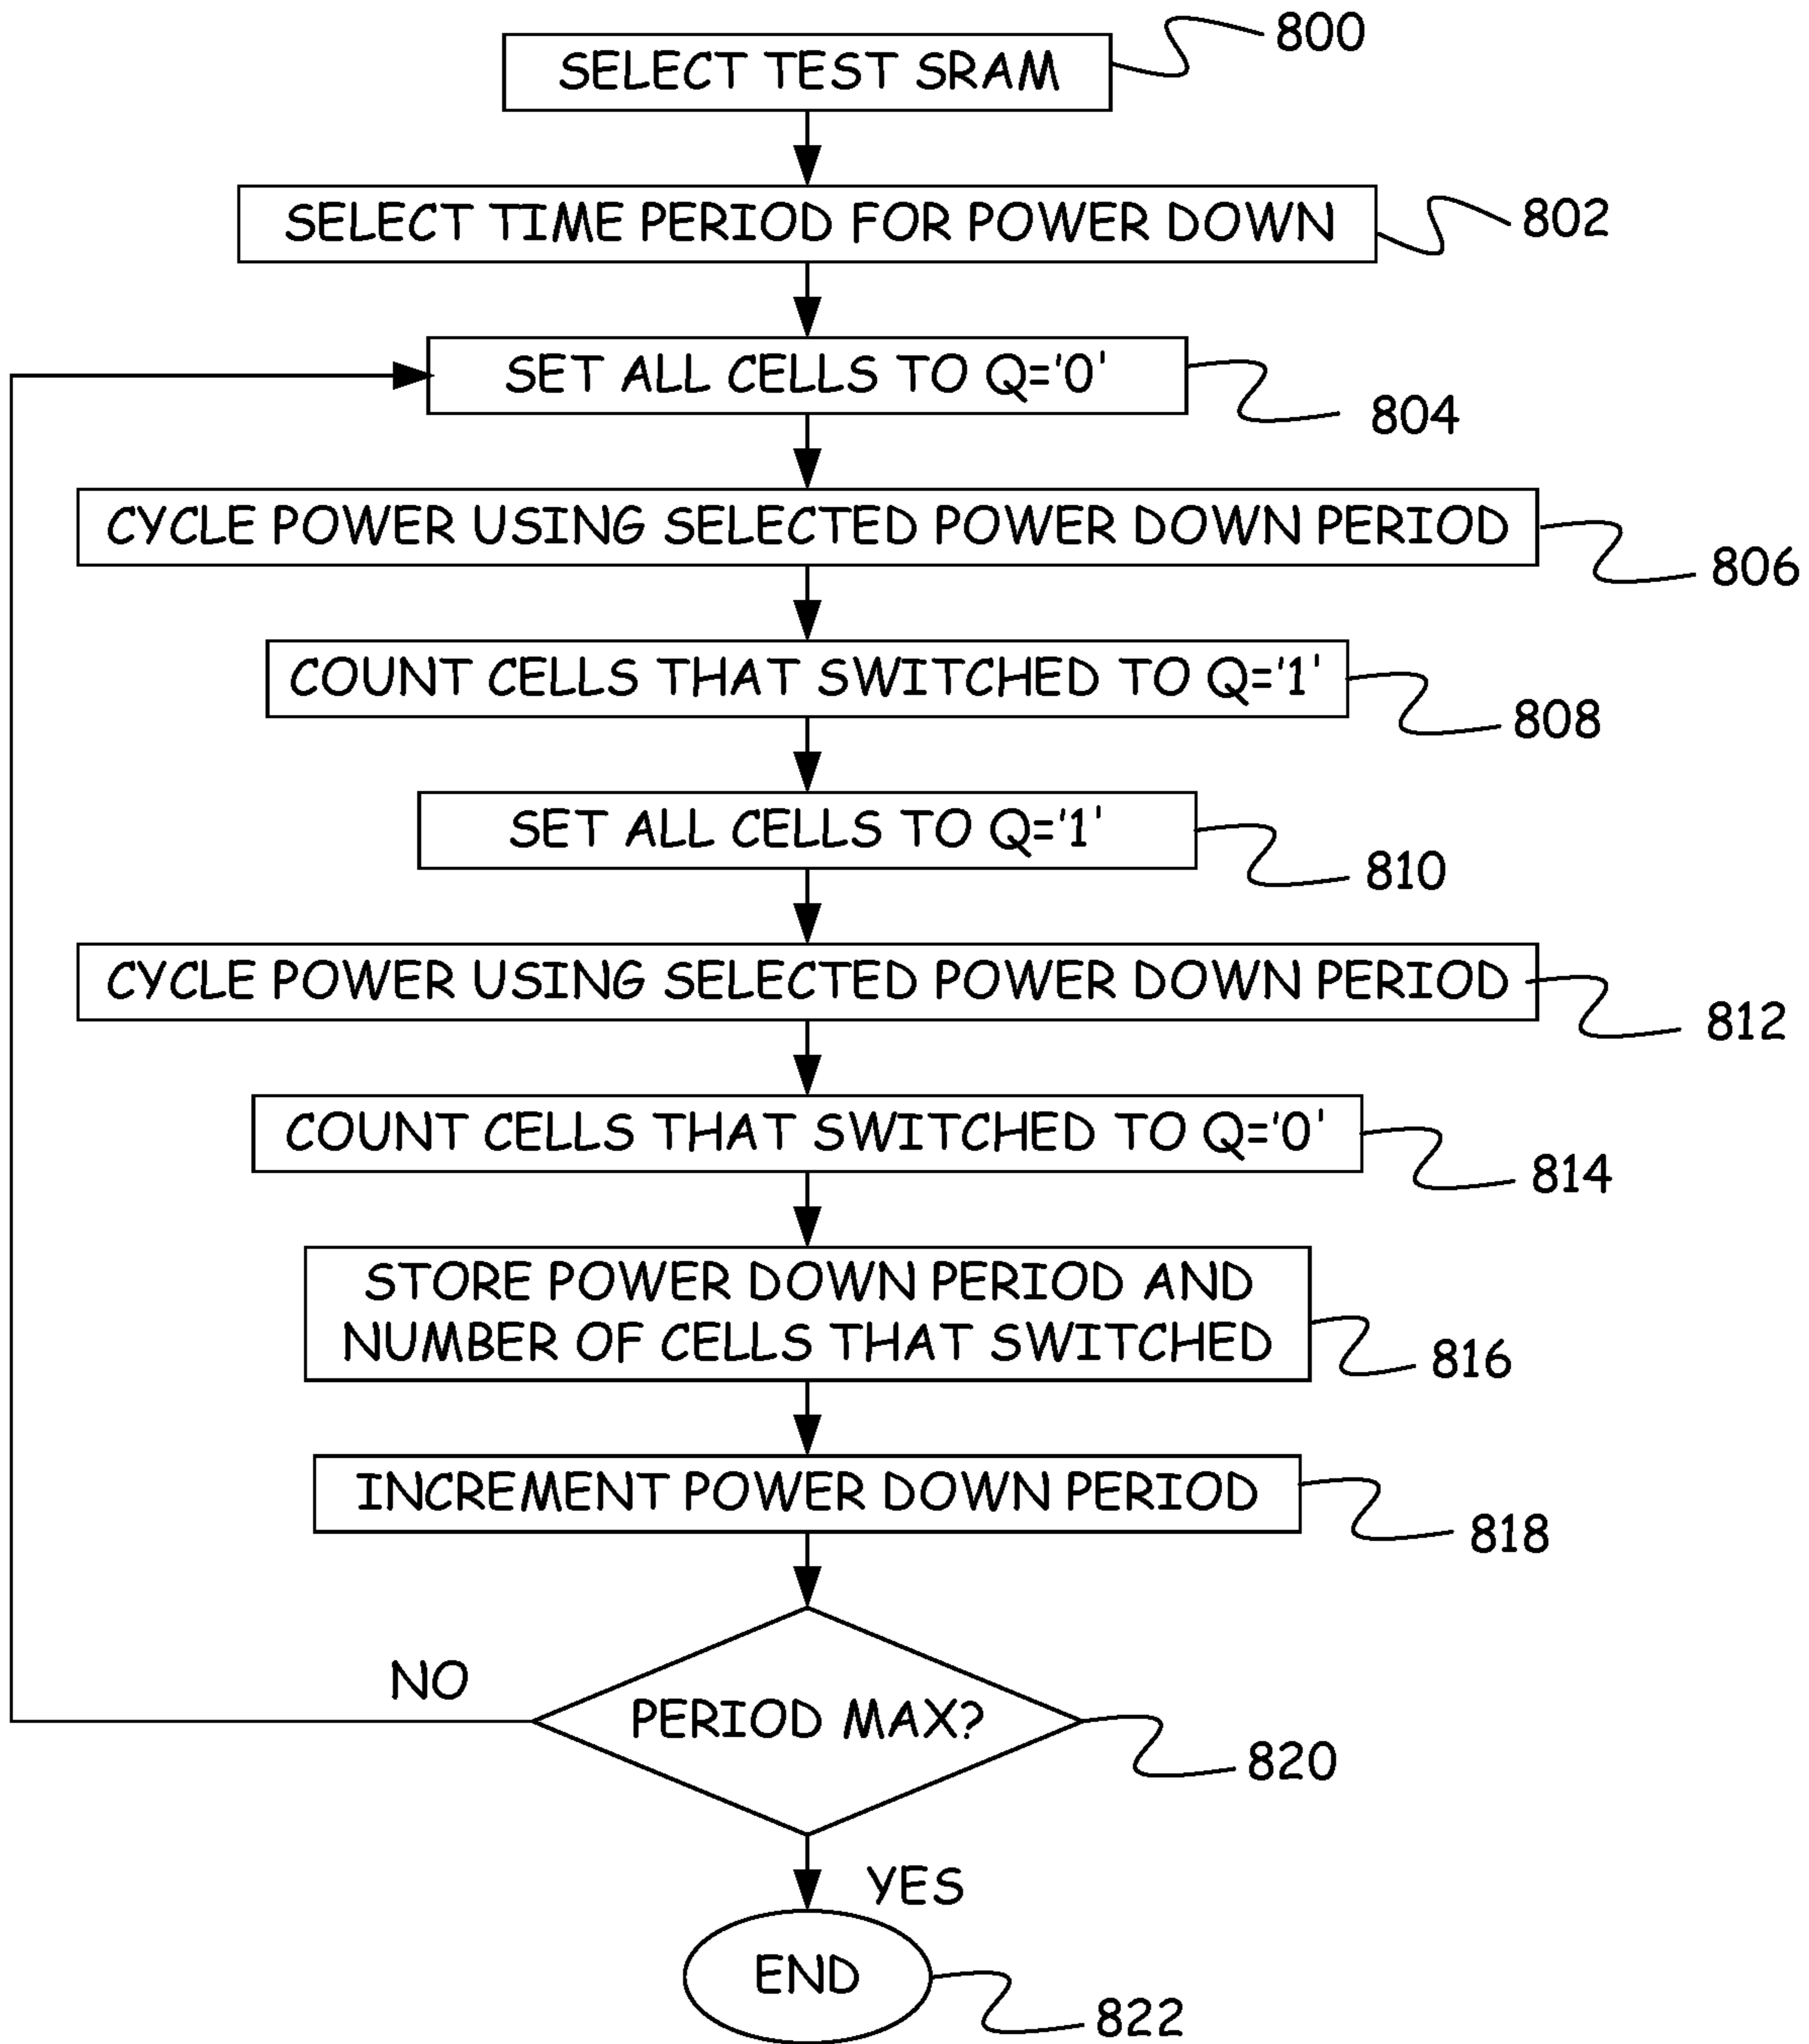 SELECT TEST SRAM
800
SELECT TIME PERIOD FOR POWER DOWN
802
SET ALL CELLS TO Q='0'
804
CYCLE POWER USING SELECTED POWER DOWN PERIOD
806
COUNT CELLS THAT SWITCHED TO Q='1'
808
SET ALL CELLS TO Q='1'
810
CYCLE POWER USING SELECTED POWER DOWN PERIOD
812
COUNT CELLS THAT SWITCHED TO Q='0'
814
STORE POWER DOWN PERIOD AND
NUMBER OF CELLS THAT SWITCHED
816
INCREMENT POWER DOWN PERIOD
818
NO
PERIOD MAX?
820
YES
END
822